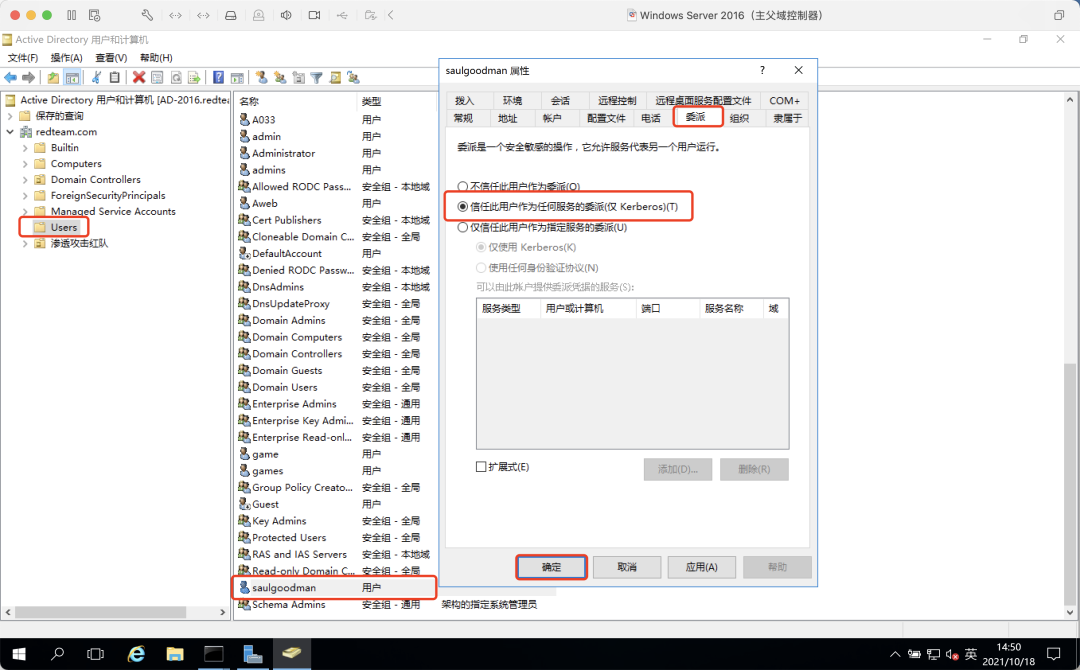 Windows Server 2016（主父域控制器）
Active Directory 用户和计算机
文件(F) 操作(A) 查看(V) 帮助(H)
Active Directory 用户和计算机 [AD-2016.redtea
保存的查询
redteam.com
Builtin
Computers
Domain Controllers
ForeignSecurityPrincipals
Managed Service Accounts
Users
渗透攻击红队
名称 类型
A033 用户
admin 用户
Administrator 用户
admins 用户
Allowed RODC Pass... 安全组 - 本地域
Aweb 用户
Cert Publishers 安全组 - 本地域
Cloneable Domain C... 安全组 - 全局
DefaultAccount 用户
Denied RODC Passw... 安全组 - 本地域
DnsAdmins 安全组 - 本地域
DnsUpdateProxy 安全组 - 全局
Domain Admins 安全组 - 全局
Domain Computers 安全组 - 全局
Domain Controllers 安全组 - 全局
Domain Guests 安全组 - 全局
Domain Users 安全组 - 全局
Enterprise Admins 安全组 - 通用
Enterprise Key Admi... 安全组 - 通用
Enterprise Read-onl... 安全组 - 通用
game 用户
games 用户
Group Policy Creato... 安全组 - 全局
Guest 用户
Key Admins 安全组 - 全局
Protected Users 安全组 - 全局
RAS and IAS Servers 安全组 - 本地域
Read-only Domain C... 安全组 - 全局
saulgoodman 用户
Schema Admins 安全组 - 通用 架构的指定系统管理员
saulgoodman 属性
?
拨入 环境 会话 远程控制 远程桌面服务配置文件 COM+
常规 地址 帐户 配置文件 电话 委派 组织 隶属于
委派是一个安全敏感的操作，它允许服务代表另一个用户运行。
不信任此用户作为委派(O)
信任此用户作为任何服务的委派(仅 Kerberos)(T)
仅信任此用户作为指定服务的委派(U)
仅使用 Kerberos(K)
使用任何身份验证协议(N)
可以由此帐户提供委派凭据的服务(S):
服务类型 用户或计算机 端口 服务名称 域
扩展式(E)
添加(D)... 删除(R)
确定 取消 应用(A) 帮助
英
14:50
2021/10/18